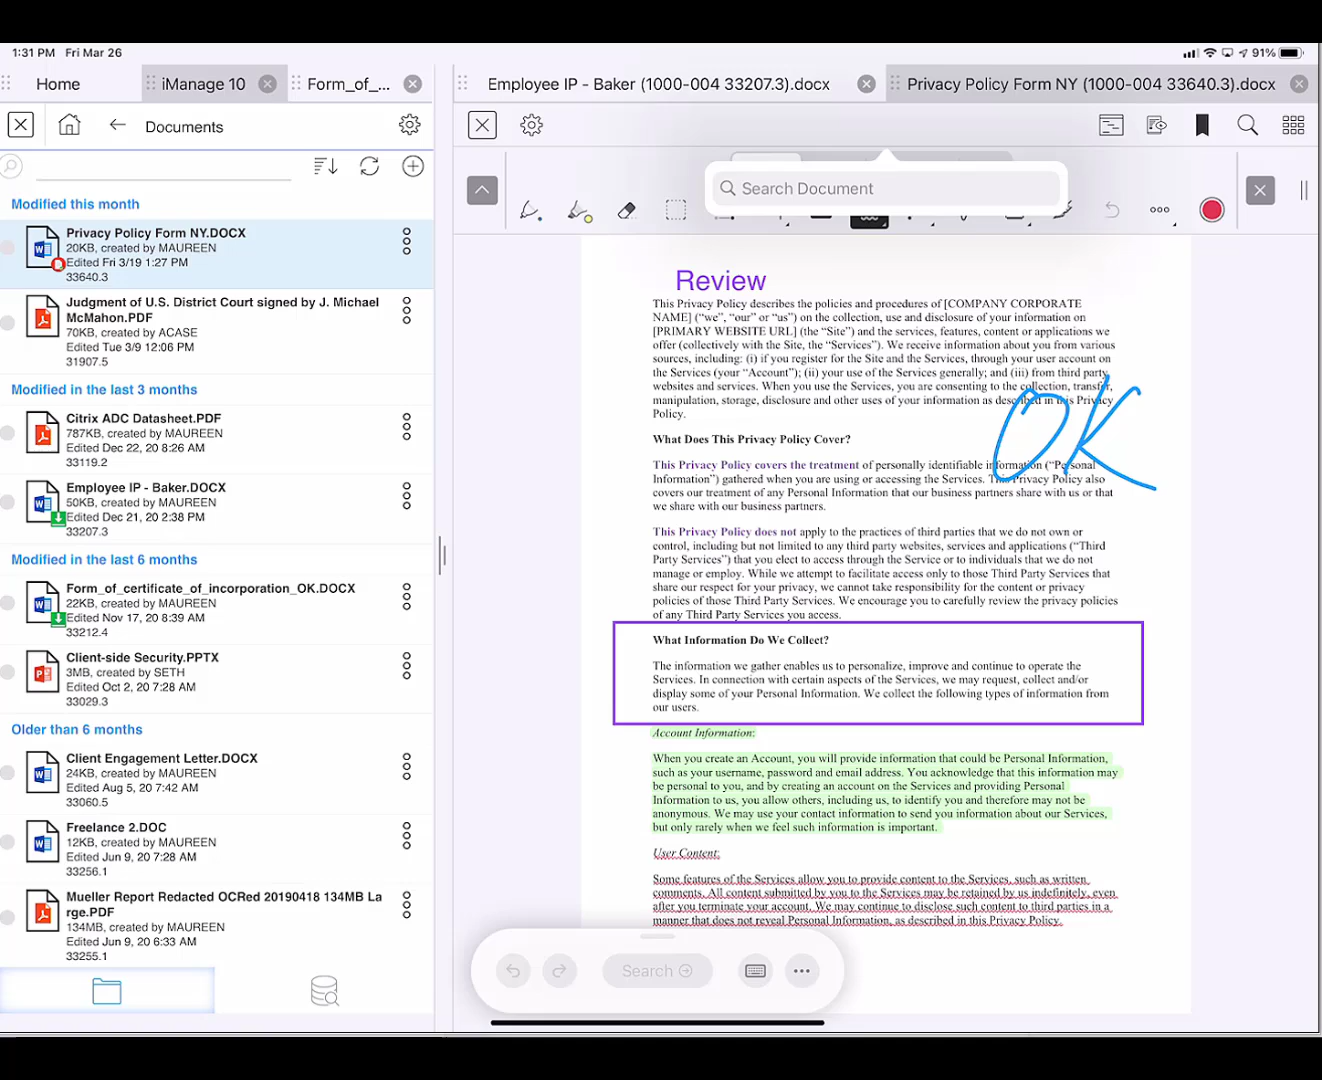 1:31 PM Fri Mar 26
91%
Home
iManage 10
Form_of_...
Employee IP - Baker (1000-004 33207.3).docx
Privacy Policy Form NY (1000-004 33640.3).docx
Documents
Modified this month
Privacy Policy Form NY.DOCX
20KB, created by MAUREEN
Edited Fri 3/19 1:27 PM
33640.3
Judgment of U.S. District Court signed by J. Michael
McMahon.PDF
70KB, created by ACASE
Edited Tue 3/9 12:06 PM
31907.5
Modified in the last 3 months
Citrix ADC Datasheet.PDF
787KB, created by MAUREEN
Edited Dec 22, 20 8:26 AM
33119.2
Employee IP - Baker.DOCX
50KB, created by MAUREEN
Edited Dec 21, 20 2:38 PM
33207.3
Modified in the last 6 months
Form_of_certificate_of_incorporation_OK.DOCX
22KB, created by MAUREEN
Edited Nov 17, 20 8:39 AM
33212.4
Client-side Security.PPTX
3MB, created by SETH
Edited Oct 2, 20 7:28 AM
33029.3
Older than 6 months
Client Engagement Letter.DOCX
24KB, created by MAUREEN
Edited Aug 5, 20 7:42 AM
33060.5
Freelance 2.DOC
12KB, created by MAUREEN
Edited Jun 9, 20 7:28 AM
33256.1
Mueller Report Redacted OCRed 20190418 134MB La
rge.PDF
134MB, created by MAUREEN
Edited Jun 9, 20 6:33 AM
33255.1
Search Document
Review
This Privacy Policy describes the policies and procedures of [COMPANY CORPORATE
NAME] (“we”, “our” or “us”) on the collection, use and disclosure of your information on
[PRIMARY WEBSITE URL] (the “Site”) and the services, features, content or applications we
offer (collectively with the Site, the “Services”). We receive information about you from various
sources, including: (i) if you register for the Site and the Services, through your user account on
the Services (your “Account”); (ii) your use of the Services generally; and (iii) from third party
websites and services. When you use the Services, you are consenting to the collection, transfer,
manipulation, storage, disclosure and other uses of your information as described in this Privacy
Policy.
OK
What Does This Privacy Policy Cover?
This Privacy Policy covers the treatment of personally identifiable information (“Personal
Information”) gathered when you are using or accessing the Services. This Privacy Policy also
covers our treatment of any Personal Information that our business partners share with us or that
we share with our business partners.
This Privacy Policy does not apply to the practices of third parties that we do not own or
control, including but not limited to any third party websites, services and applications (“Third
Party Services”) that you elect to access through the Service or to individuals that we do not
manage or employ. While we attempt to facilitate access only to those Third Party Services that
share our respect for your privacy, we cannot take responsibility for the content or privacy
policies of those Third Party Services. We encourage you to carefully review the privacy policies
of any Third Party Services you access.
What Information Do We Collect?
The information we gather enables us to personalize, improve and continue to operate the
Services. In connection with certain aspects of the Services, we may request, collect and/or
display some of your Personal Information. We collect the following types of information from
our users.
Account Information:
When you create an Account, you will provide information that could be Personal Information,
such as your username, password and email address. You acknowledge that this information may
be personal to you, and by creating an account on the Services and providing Personal
Information to us, you allow others, including us, to identify you and therefore may not be
anonymous. We may use your contact information to send you information about our Services,
but only rarely when we feel such information is important.
User Content:
Some features of the Services allow you to provide content to the Services, such as written
comments. All content submitted by you to the Services may be retained by us indefinitely, even
after you terminate your account. We may continue to disclose such content to third parties in a
manner that does not reveal Personal Information, as described in this Privacy Policy.
Search